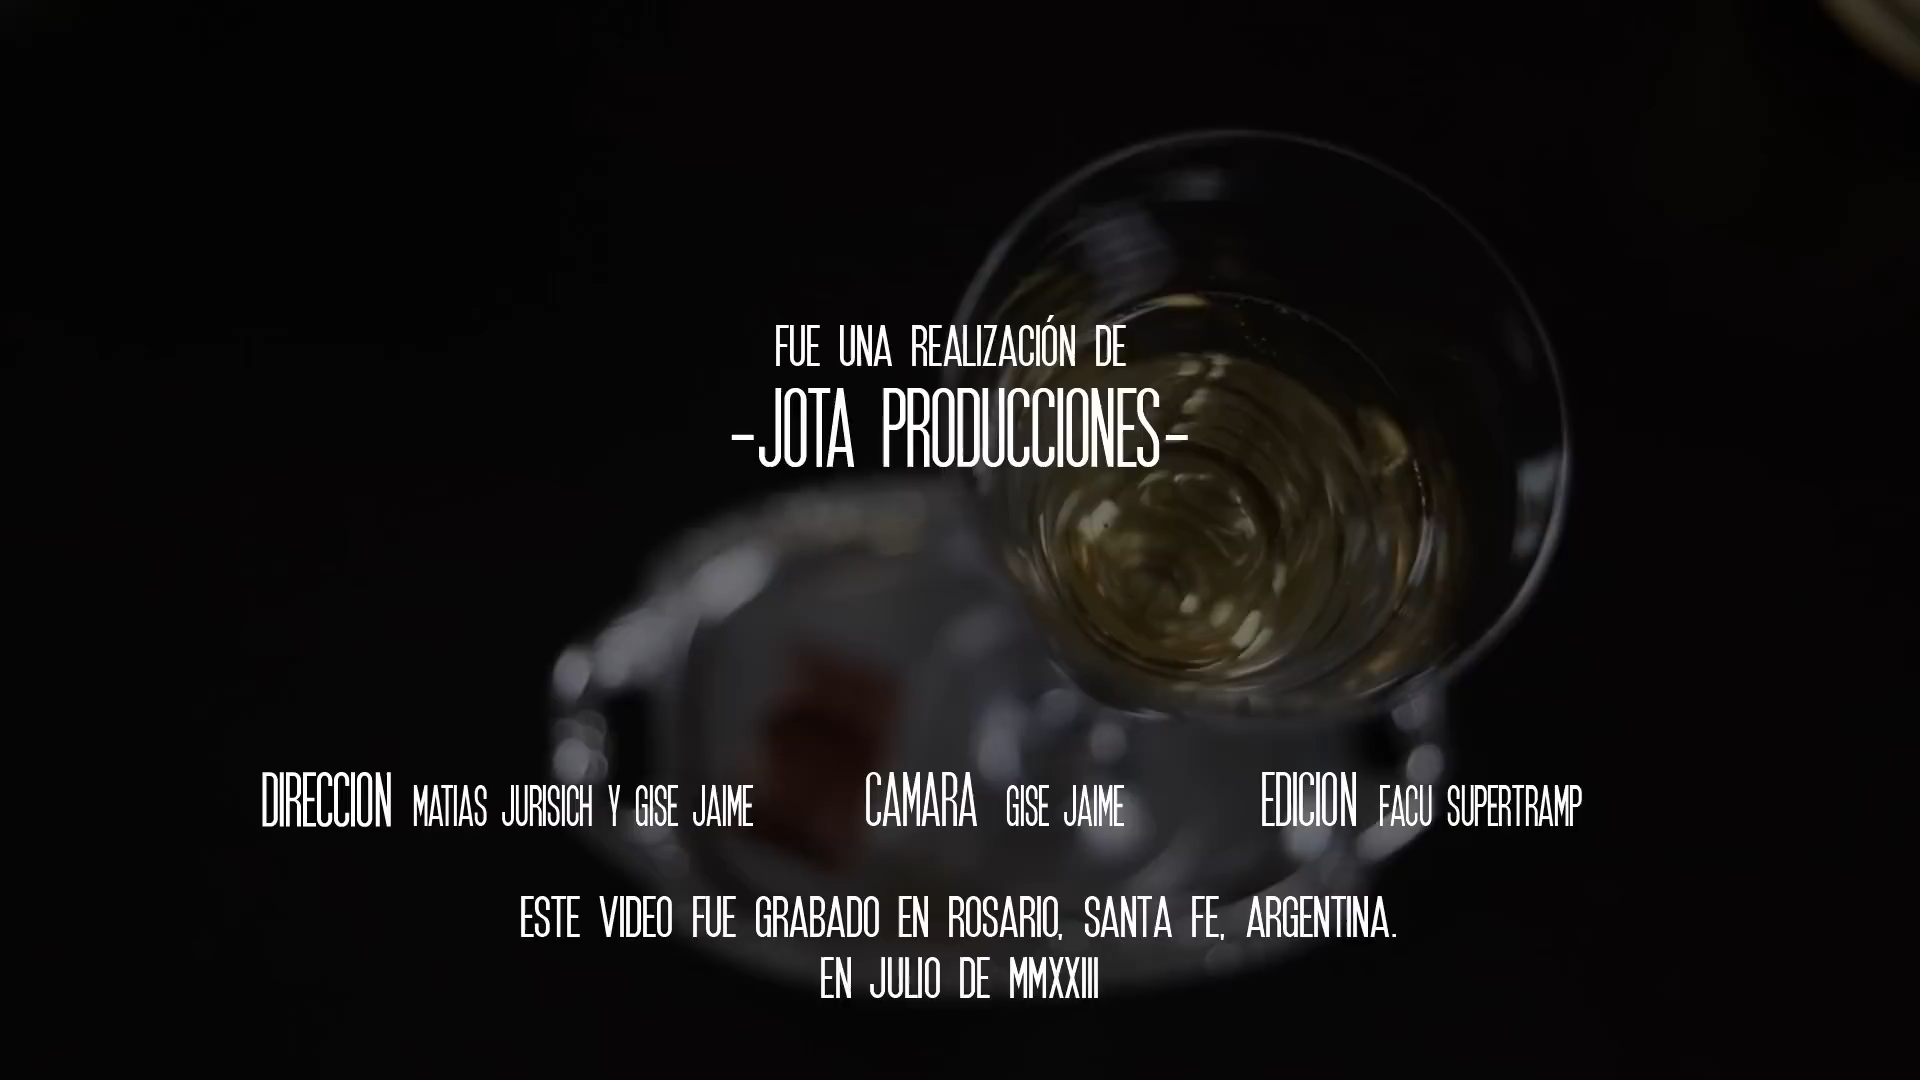 FUE UNA REALIZACIÓN DE
-JOTA PRODUCCIONES-
DIRECCION MATIAS JURISICH Y GISE JAIME CAMARA GISE JAIME EDICION FACU SUPERTRAMP
ESTE VIDEO FUE GRABADO EN ROSARIO, SANTA FE, ARGENTINA.
EN JULIO DE MMXXIII